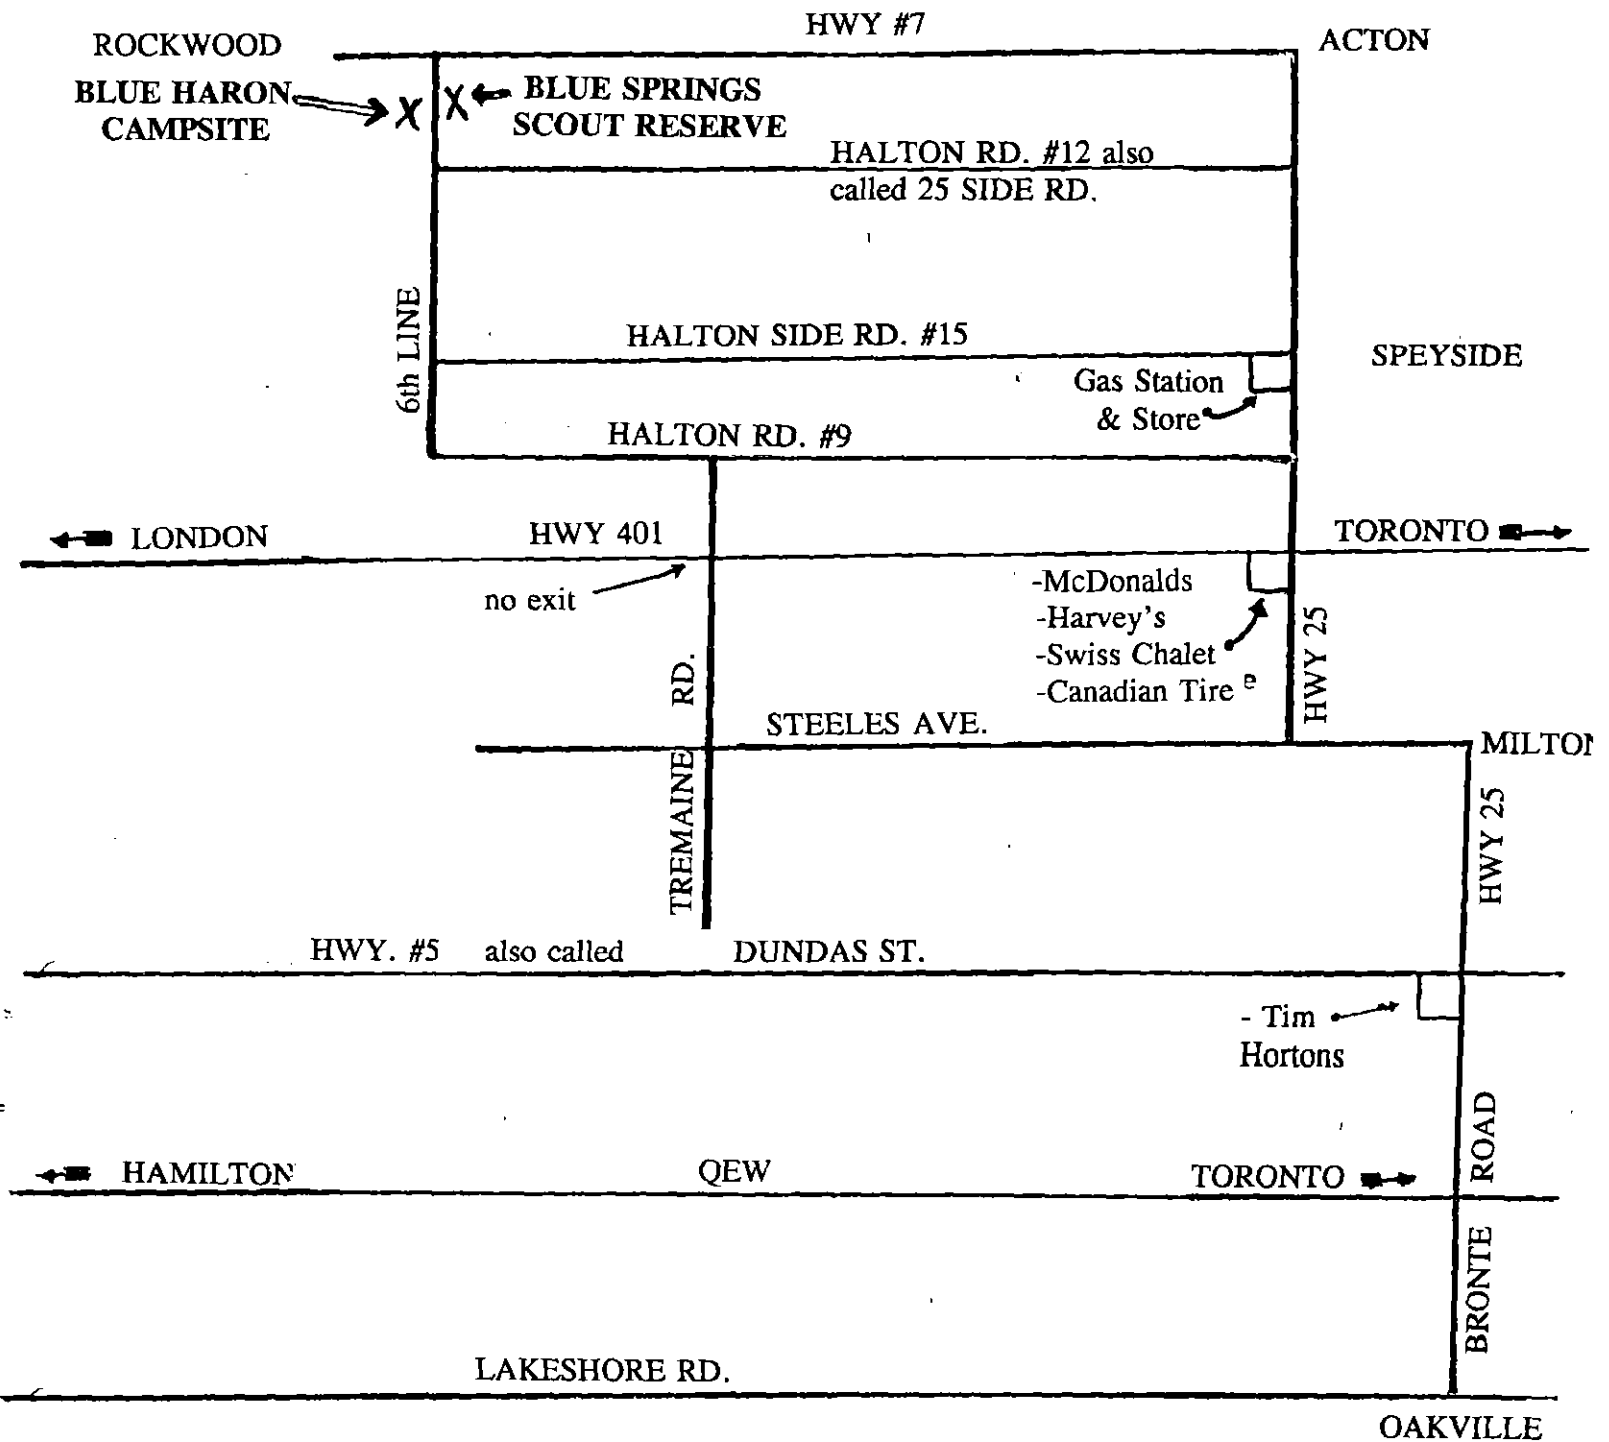 HWY #7
ROCKWOOD
ACTON
BLUE HARON
CAMPSITE
BLUE SPRINGS
SCOUT RESERVE
HALTON RD. #12 also
called 25 SIDE RD.
6th LINE
HALTON SIDE RD. #15
SPEYSIDE
Gas Station
& Store
HALTON RD. #9
LONDON
HWY 401
TORONTO
no exit
-McDonalds
-Harvey's
-Swiss Chalet
-Canadian Tire
HWY 25
TREMAINE RD.
STEELES AVE.
MILTON
HWY 25
HWY. #5 also called DUNDAS ST.
- Tim
Hortons
HAMILTON
QEW
TORONTO
BRONTE ROAD
LAKESHORE RD.
OAKVILLE